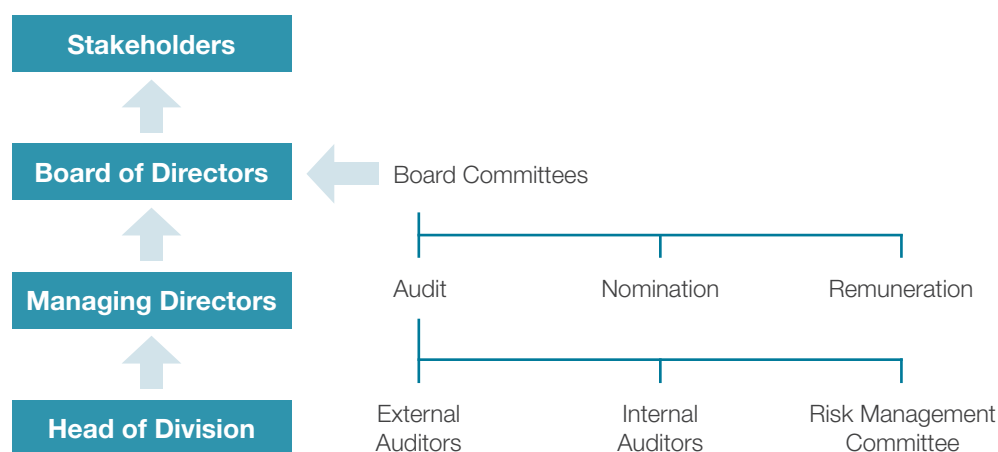 Stakeholders
Board of Directors
Board Committees
Managing Directors
Audit
Nomination
Remuneration
Head of Division
External
Auditors
Internal
Auditors
Risk Management
Committee